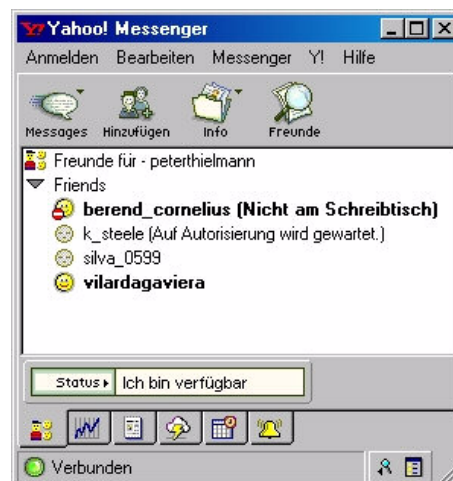 Yahoo! Messenger
Anmelden Bearbeiten Messenger Y! Hilfe
Messages Hinzufügen Info Freunde
Freunde für - peterthielmann
Friends
berend_cornelius (Nicht am Schreibtisch)
k_steele (Auf Autorisierung wird gewartet.)
silva_0599
vilardagaviera
Status Ich bin verfügbar
Verbunden